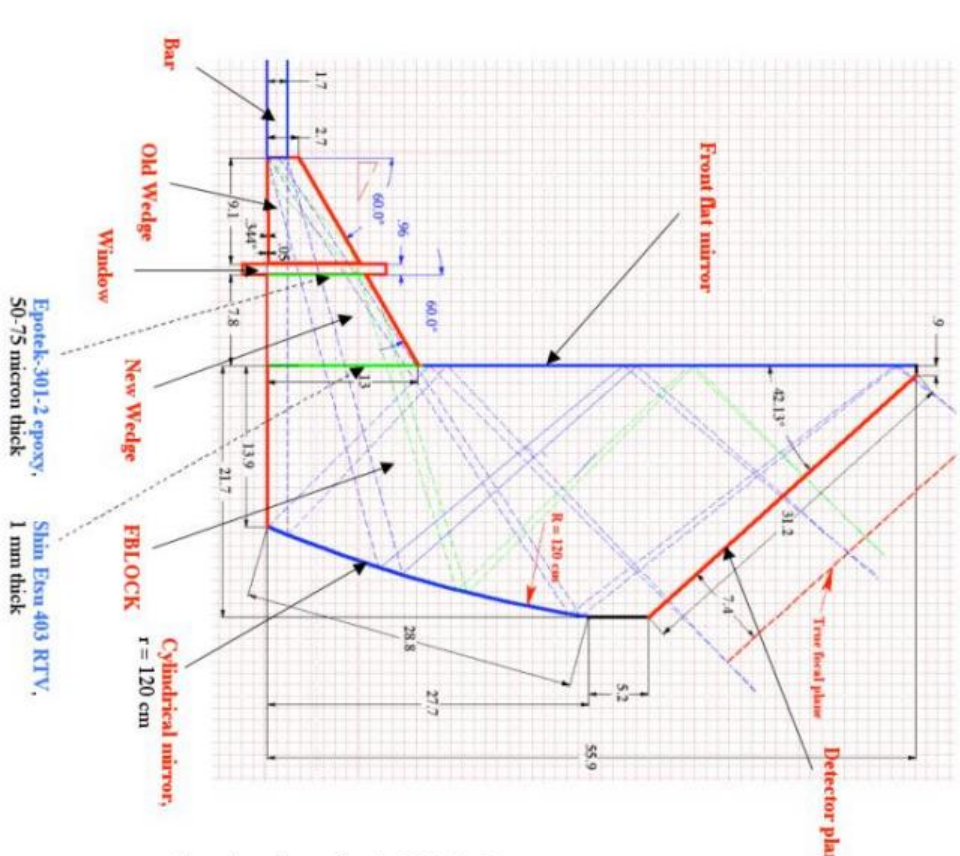 Bar
Old Wedge
Window
Epotek-301-2 epoxy,
50-75 micron thick
New Wedge
Shin Etsu 403 RTV,
1 mm thick
FBLOCK
Cylindrical mirror,
r = 120 cm
Front flat mirror
Detector plan
True focal plane
R = 120 cm
1.7
2.7
9.1
.344°
.05
60.0°
.96
60.0°
7.8
13
13.9
21.7
42.13°
.9
31.2
7.4
28.8
27.7
5.2
55.9